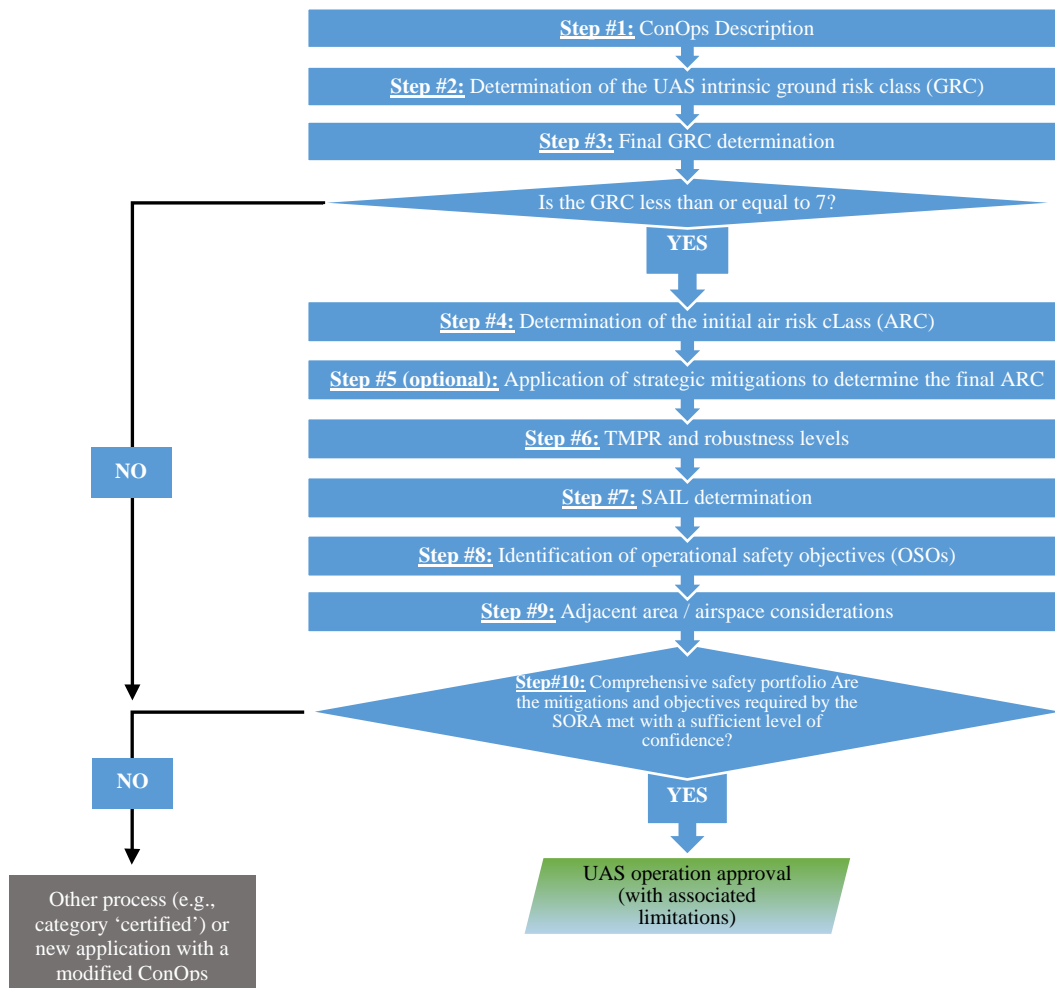 Step #1: ConOps Description
Step #2: Determination of the UAS intrinsic ground risk class (GRC)
Step #3: Final GRC determination
Is the GRC less than or equal to 7?
YES
Step #4: Determination of the initial air risk cLass (ARC)
Step #5 (optional): Application of strategic mitigations to determine the final ARC
Step #6: TMPR and robustness levels
NO
Step #7: SAIL determination
Step #8: Identification of operational safety objectives (OSOs)
Step #9: Adjacent area / airspace considerations
Step#10: Comprehensive safety portfolio Are
the mitigations and objectives required by the
SORA met with a sufficient level of
confidence?
NO
YES
UAS operation approval
(with associated
limitations)
Other process (e.g.,
category ‘certified’) or
new application with a
modified ConOps